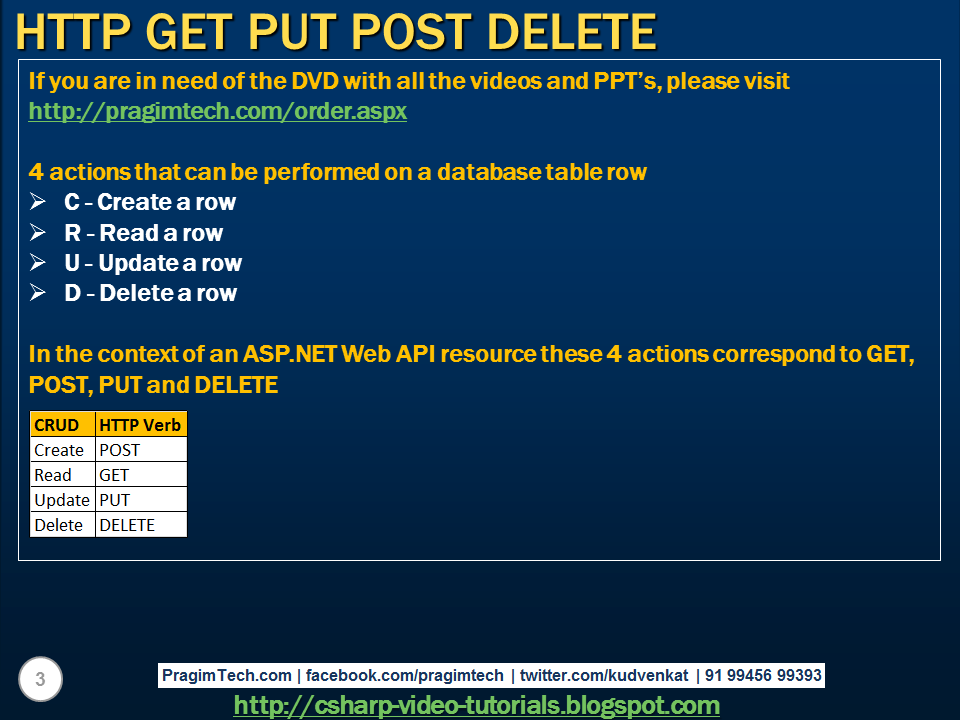 HTTP GET PUT POST DELETE
If you are in need of the DVD with all the videos and PPT's, please visit
http://pragimtech.com/order.aspx
4 actions that can be performed on a database table row
C - Create a row
R - Read a row
U - Update a row
D - Delete a row
In the context of an ASP.NET Web API resource these 4 actions correspond to GET,
POST, PUT and DELETE
CRUD HTTP Verb
Create POST
Read GET
Update PUT
Delete DELETE
3
PragimTech.com | facebook.com/pragimtech | twitter.com/kudvenkat | 91 99456 99393
http://csharp-video-tutorials.blogspot.com